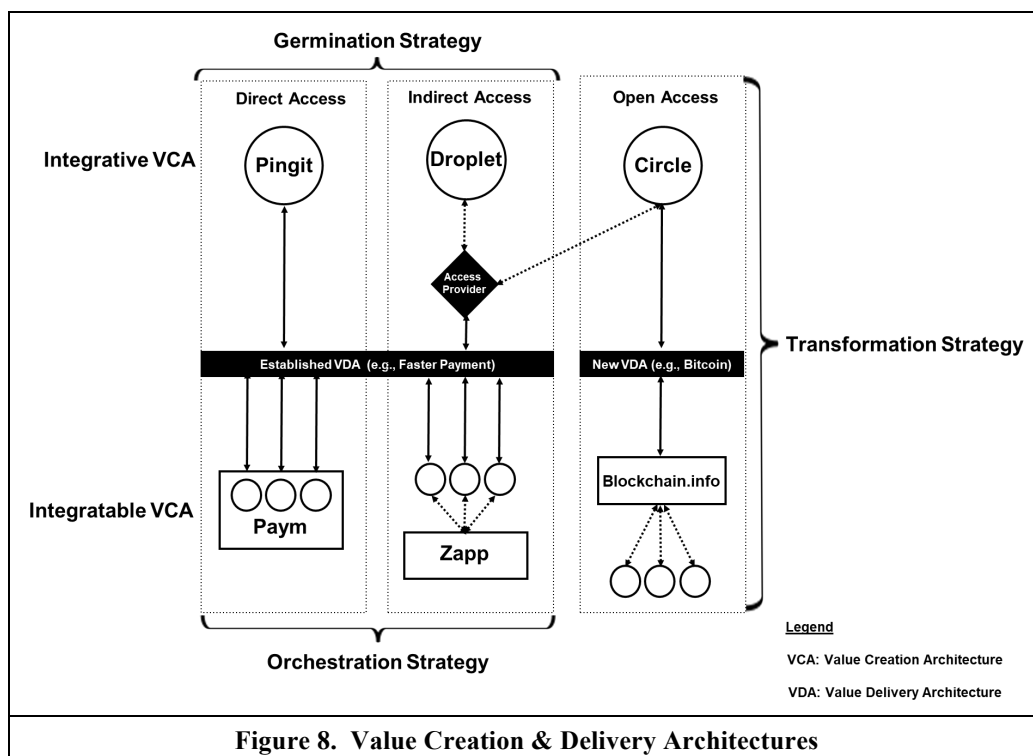 Germination Strategy
Direct Access
Indirect Access
Open Access
Integrative VCA
Pingit
Droplet
Circle
Access
Provider
Established VDA (e.g., Faster Payment)
New VDA (e.g., Bitcoin)
Transformation Strategy
Integratable VCA
Paym
Zapp
Blockchain.info
Orchestration Strategy
Legend
VCA: Value Creation Architecture
VDA: Value Delivery Architecture
Figure 8. Value Creation & Delivery Architectures